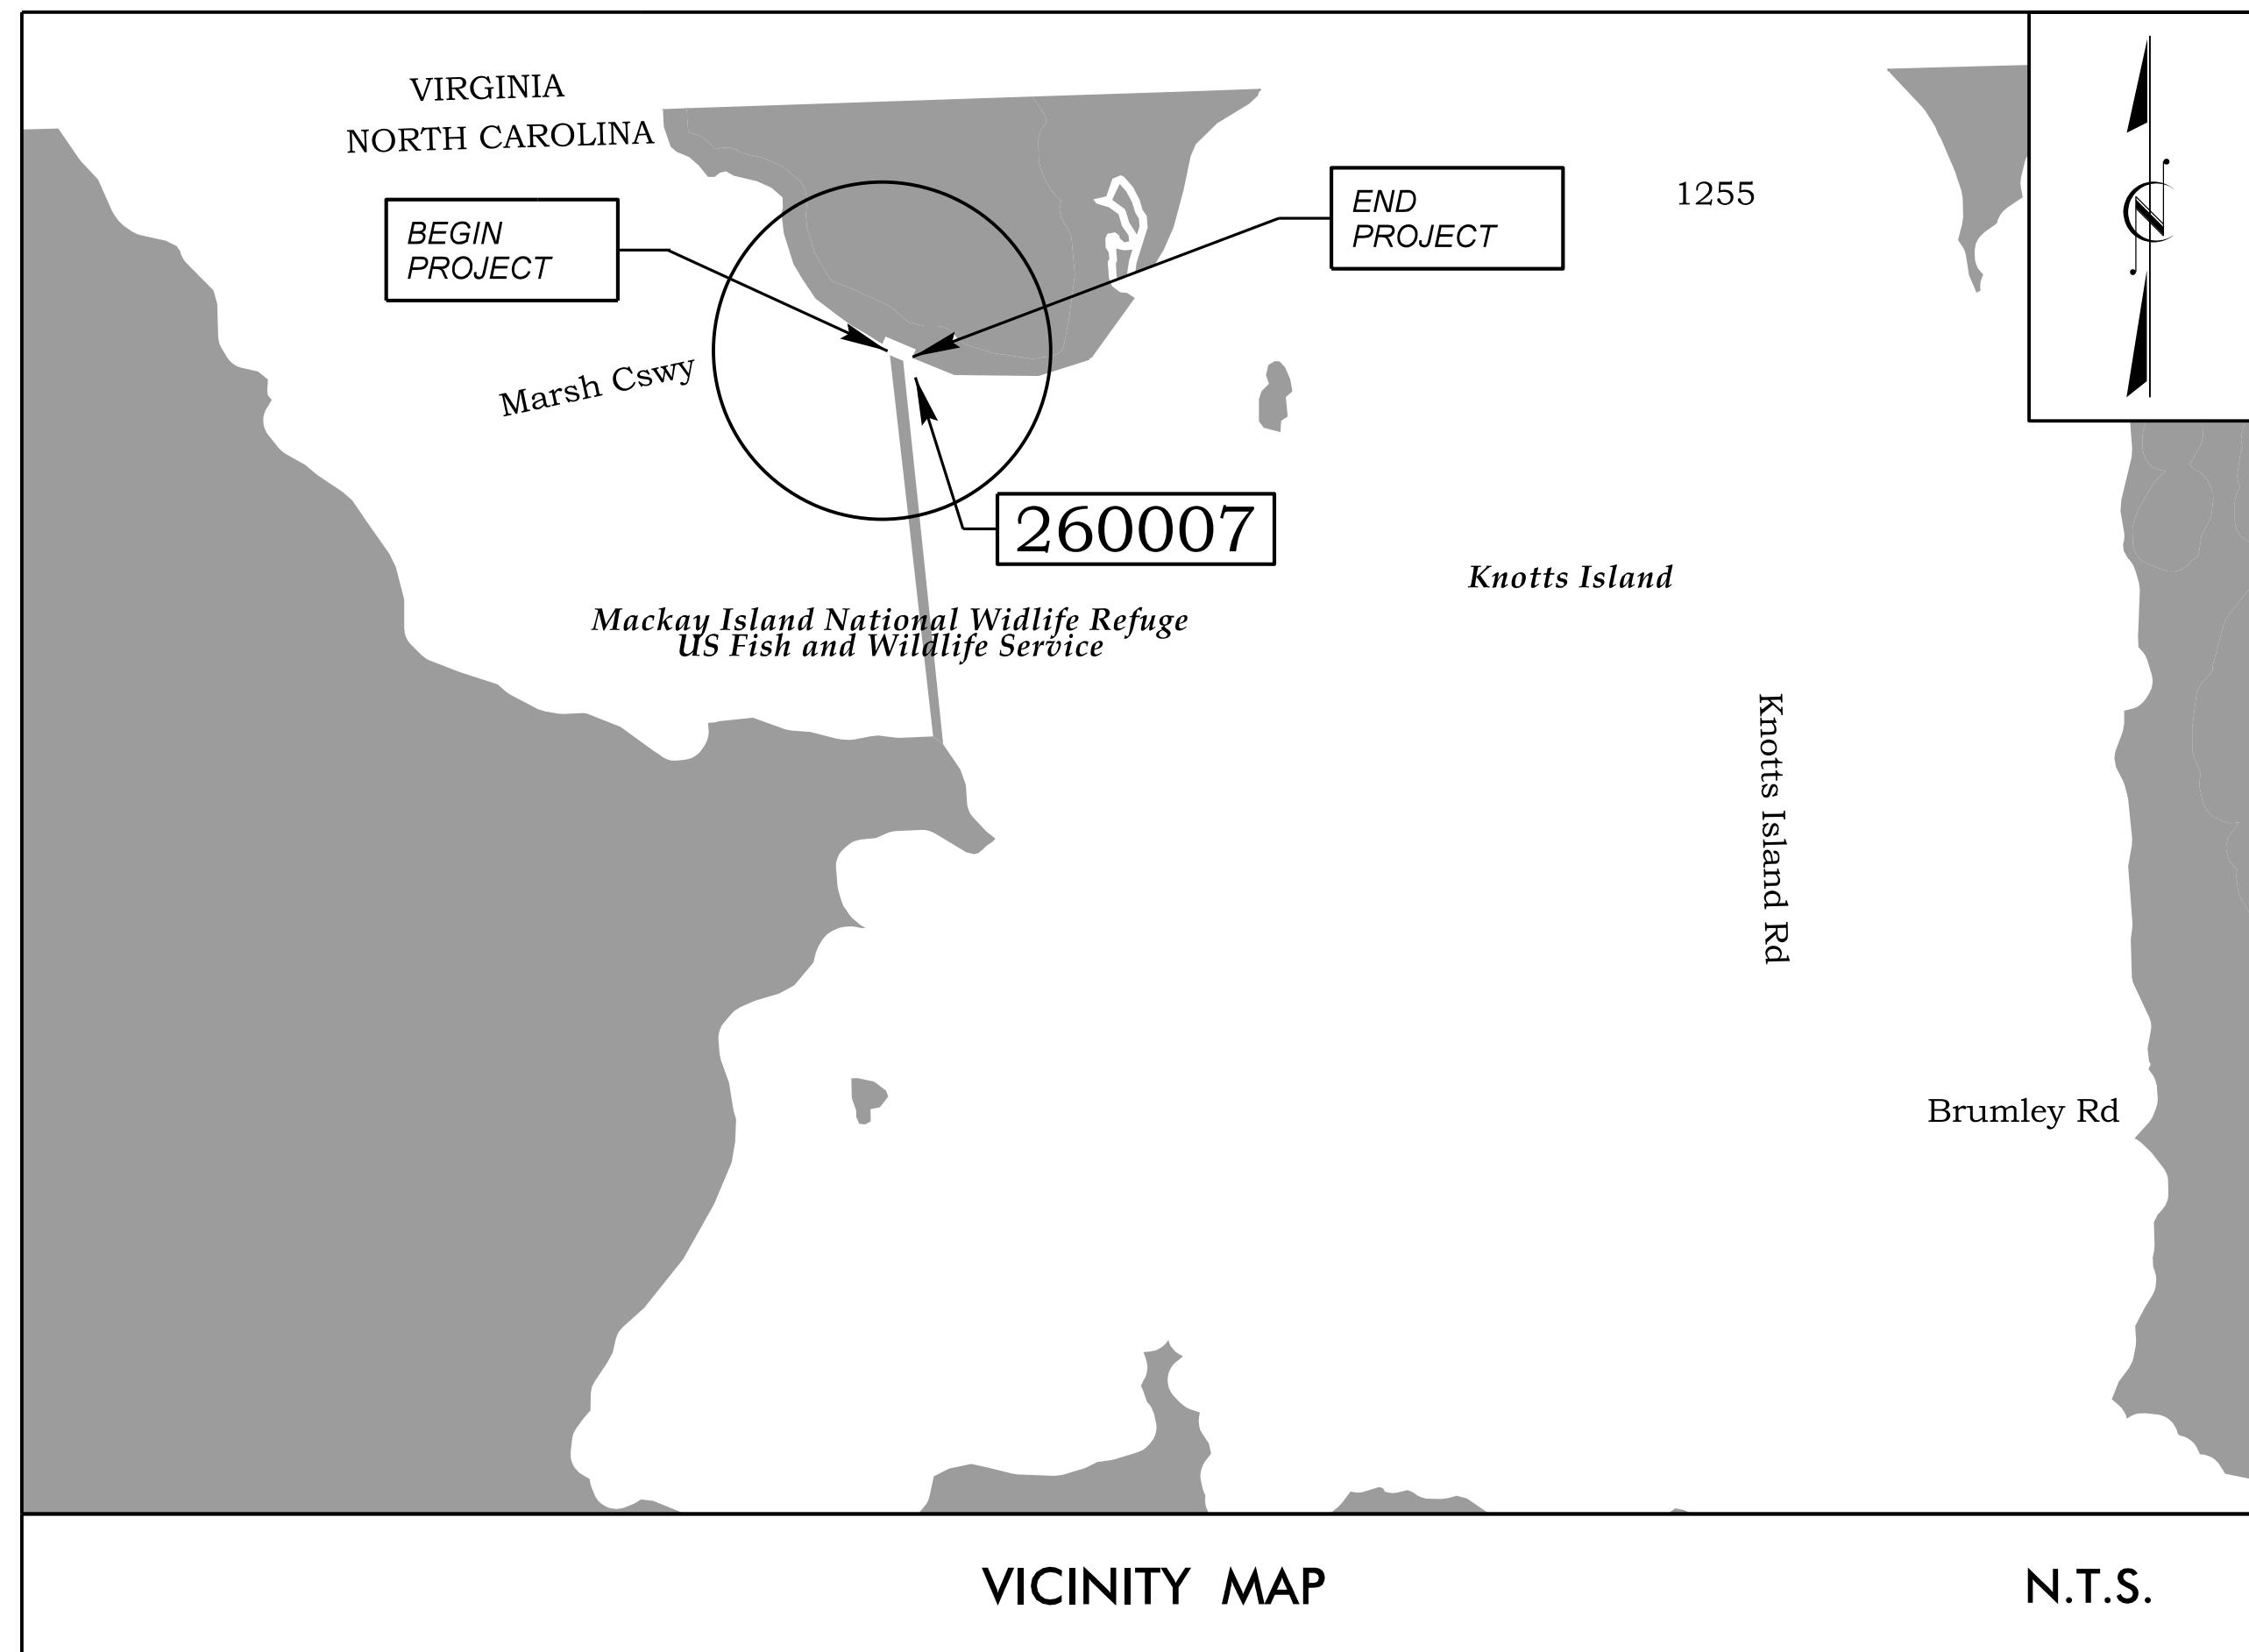 VIRGINIA
NORTH CAROLINA
BEGIN
PROJECT
END
PROJECT
1255
N
Marsh Cswy
260007
Knotts Island
Mackay Island National Widlife Refuge
US Fish and Wildlife Service
Knotts Island Rd
Brumley Rd
VICINITY MAP
N.T.S.